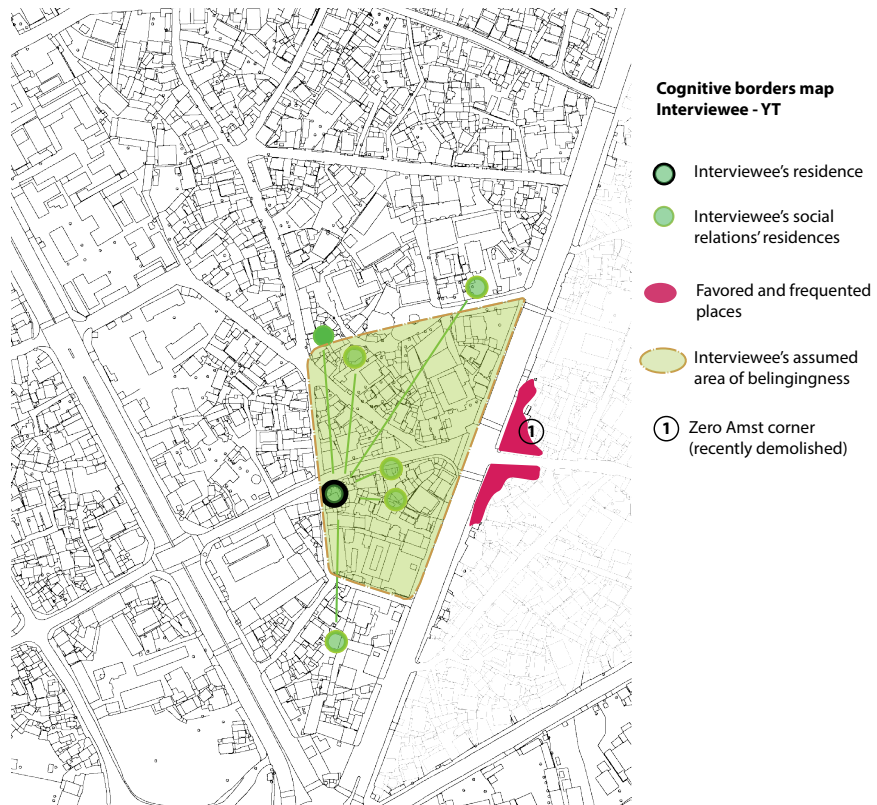 Cognitive borders map
Interviewee - YT
Interviewee's residence
Interviewee's social
relations' residences
Favored and frequented
places
Interviewee's assumed
area of belingingness
1 Zero Amst corner
(recently demolished)
1